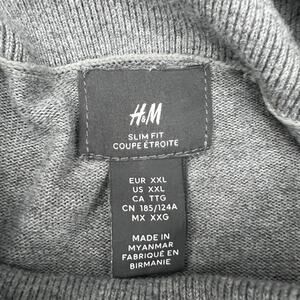 H&M
SLIM FIT
COUPE ÉTROITE
EUR XXL
US XXL
CA TTG
CN 185/124A
MX XXG
MADE IN
MYANMAR
FABRIQUÉ EN
BIRMANIE